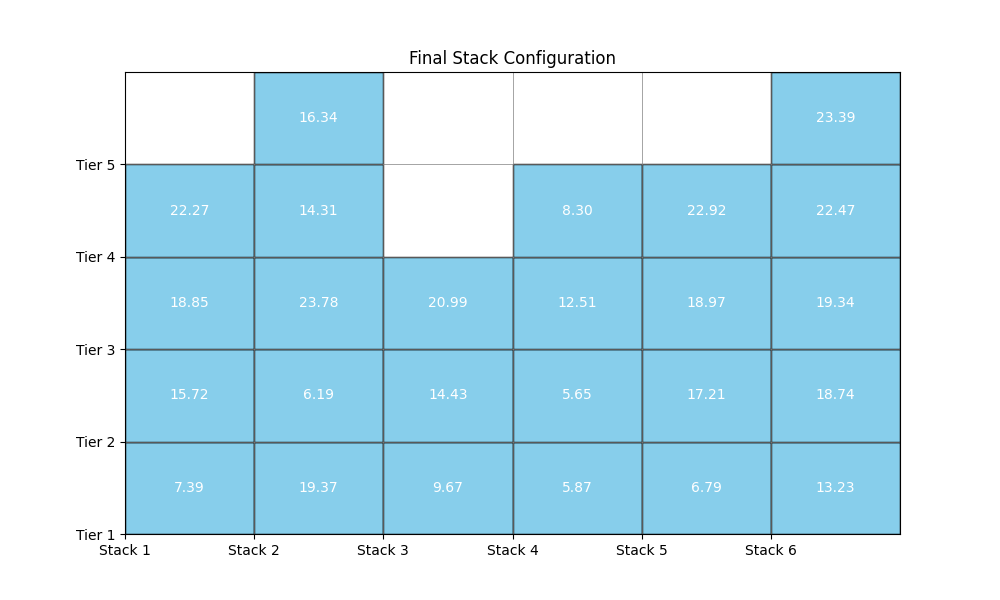 Final Stack Configuration
16.34 23.39
Tier 5
22.27 14.31 8.30 22.92 22.47
Tier 4
18.85 23.78 20.99 12.51 18.97 19.34
Tier 3
15.72 6.19 14.43 5.65 17.21 18.74
Tier 2
7.39 19.37 9.67 5.87 6.79 13.23
Tier 1
Stack 1 Stack 2 Stack 3 Stack 4 Stack 5 Stack 6